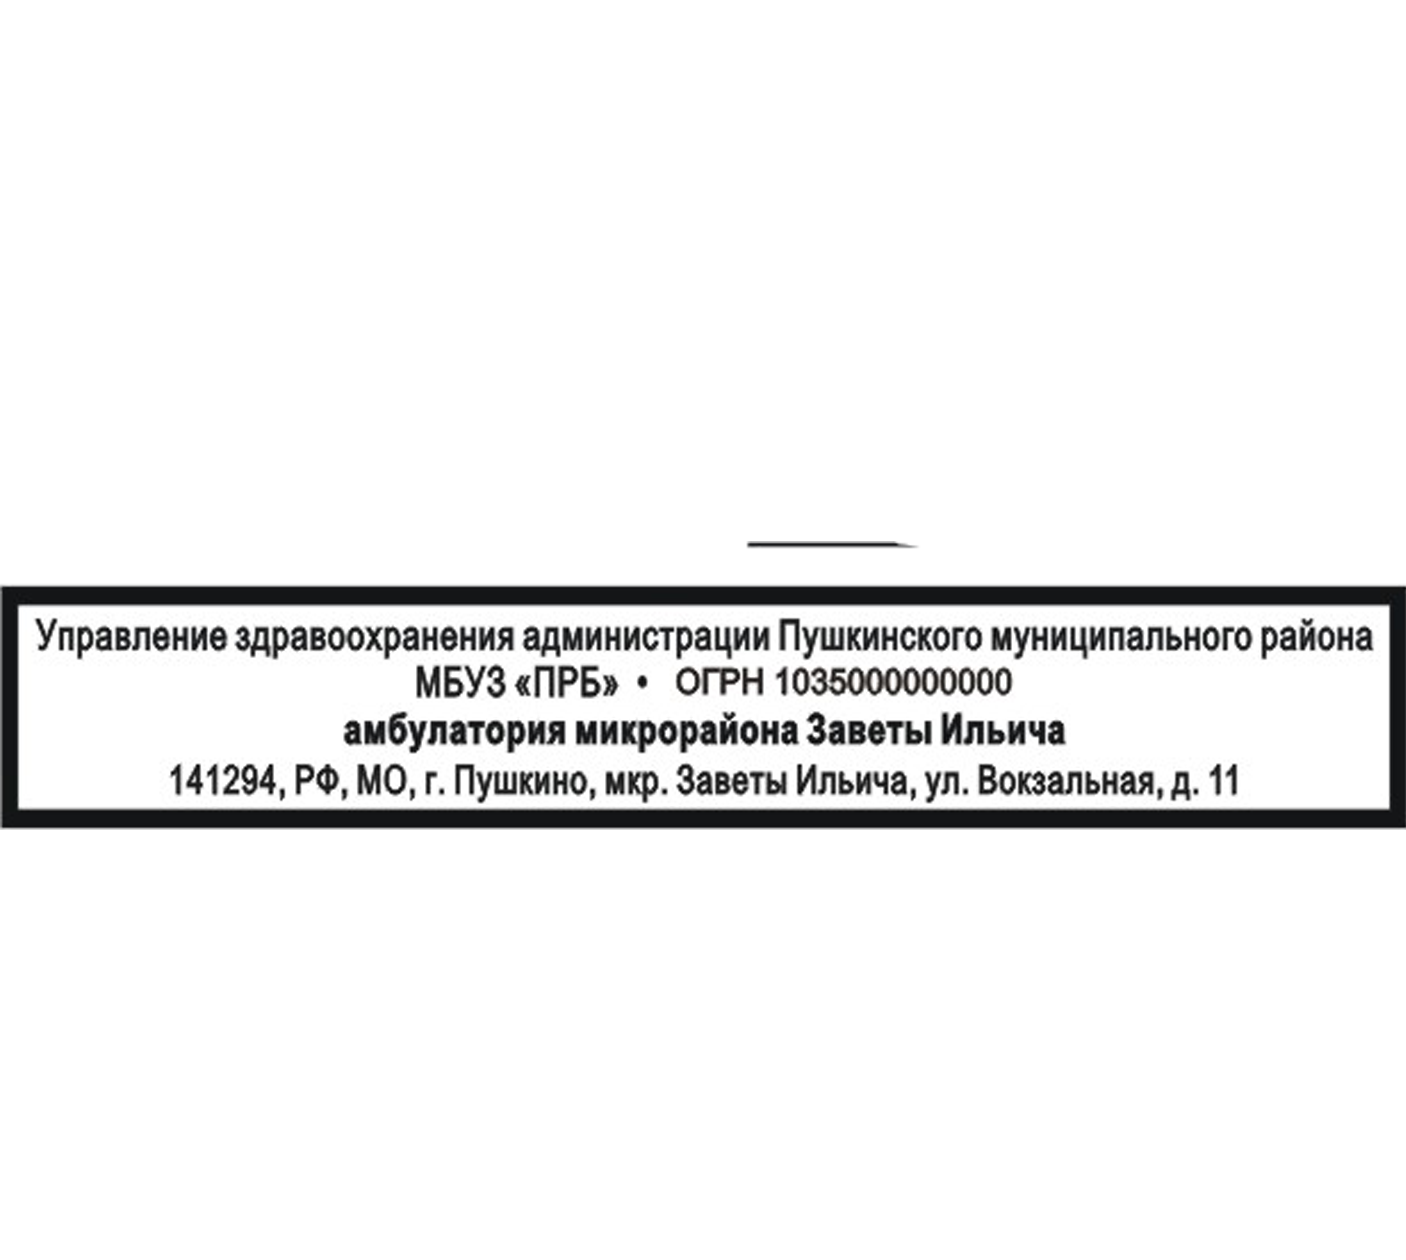 Управление здравоохранения администрации Пушкинского муниципального района
МБУЗ «ПРБ» • ОГРН 1035000000000
амбулатория микрорайона Заветы Ильича
141294, РФ, МО, г. Пушкино, мкр. Заветы Ильича, ул. Вокзальная, д. 11